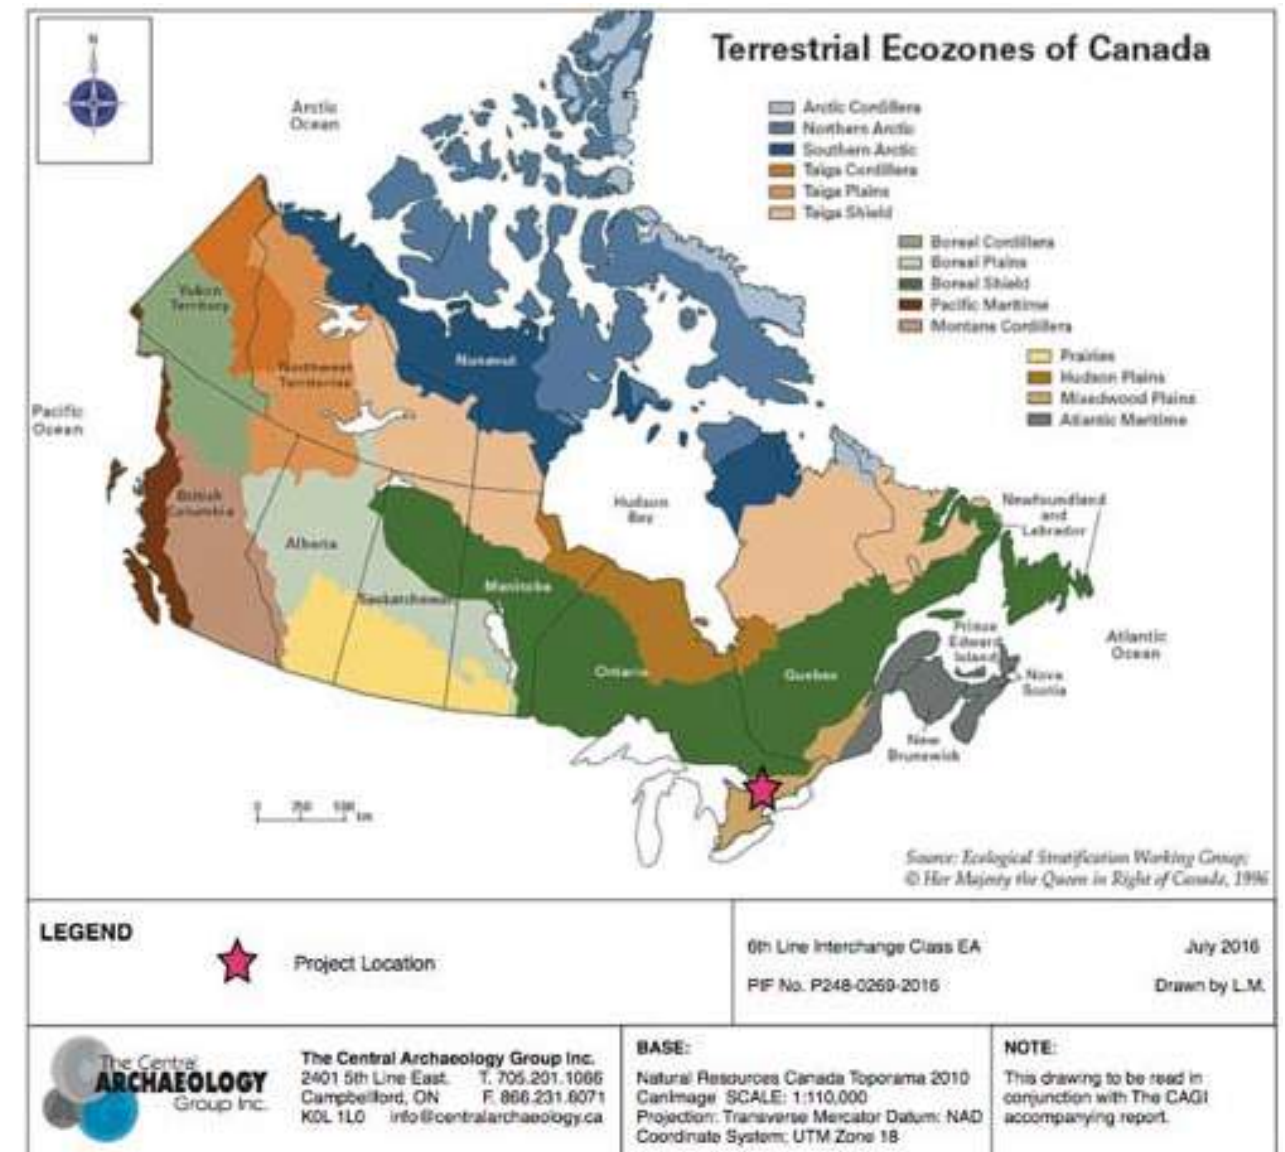 Terrestrial Ecozones of Canada
N
Arctic
Ocean
Arctic Cordillera
Northern Arctic
Southern Arctic
Taiga Cordillera
Taiga Plains
Taiga Shield
Boreal Cordillera
Boreal Plains
Boreal Shield
Pacific Maritime
Montane Cordillera
Prairies
Hudson Plains
Mixedwood Plains
Atlantic Maritime
Yukon
Territory
Northwest
Territories
Nunavut
Pacific
Ocean
British
Columbia
Alberta
Saskatchewan
Manitoba
Hudson
Bay
Ontario
Quebec
Newfoundland
and
Labrador
Prince
Edward
Island
Nova
Scotia
New
Brunswick
Atlantic
Ocean
0 250 500
km
Source: Ecological Stratification Working Group;
© Her Majesty the Queen in Right of Canada, 1996
LEGEND
Project Location
6th Line Interchange Class EA July 2016
PIF No. P248-0269-2016 Drawn by L.M.
The Central
ARCHAEOLOGY
Group Inc.
The Central Archaeology Group Inc.
2401 5th Line East. T. 705.201.1066
Campbellford, ON F. 866.231.6071
K0L 1L0 info@centralarchaeology.ca
BASE:
Natural Resources Canada Toporama 2010
CanImage SCALE: 1:110,000
Projection: Transverse Mercator Datum: NAD
Coordinate System: UTM Zone 18
NOTE:
This drawing to be read in
conjunction with The CAGI
accompanying report.